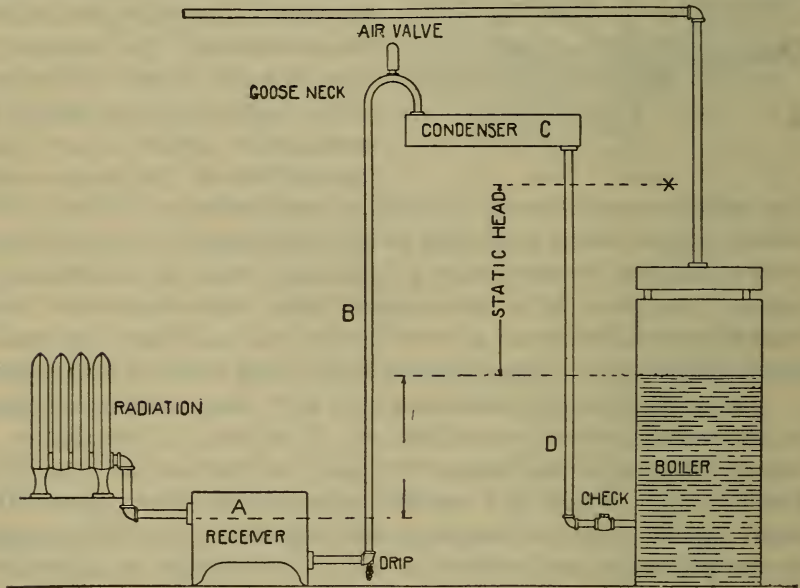 AIR VALVE
GOOSE NECK
CONDENSER C
STATIC HEAD
B
RADIATION
D
BOILER
CHECK
A
RECEIVER
DRIP